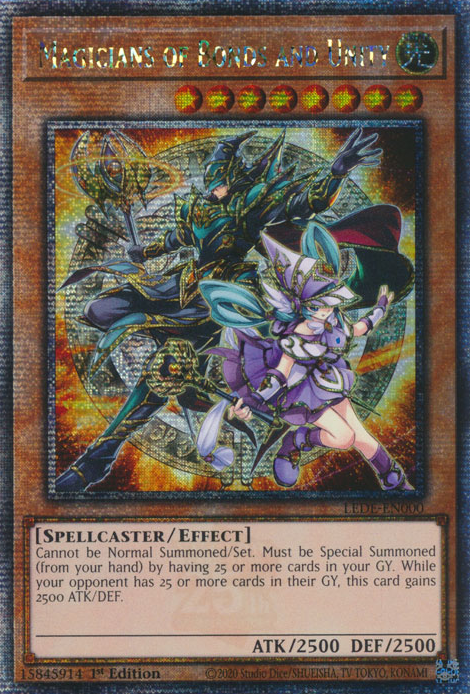 Magicians of Bonds and Unity
LEDE-EN000
[Spellcaster/Effect]
Cannot be Normal Summoned/Set. Must be Special Summoned
(from your hand) by having 25 or more cards in your GY. While
your opponent has 25 or more cards in their GY, this card gains
2500 ATK/DEF.
ATK/2500 DEF/2500
15845914 1st Edition ©2020 Studio Dice/SHUEISHA, TV TOKYO, KONAMI